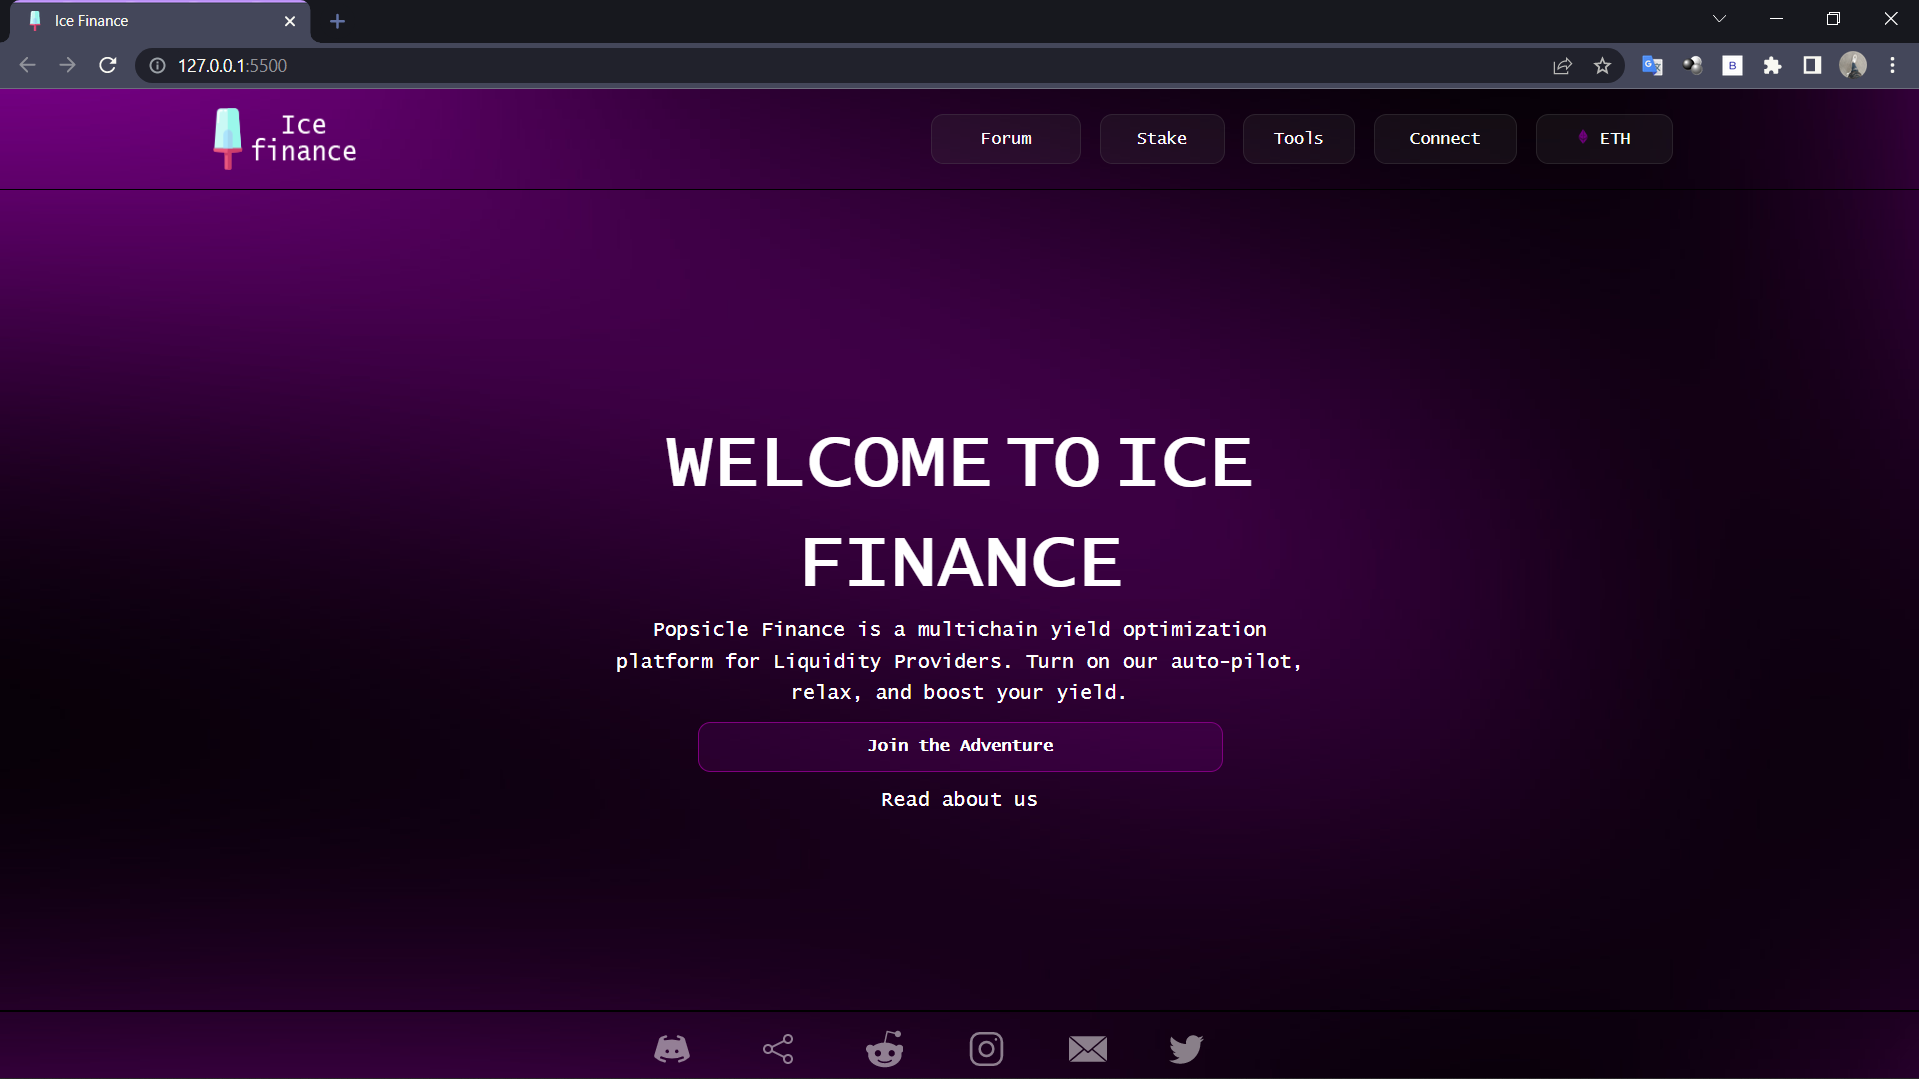 Ice Finance
127.0.0.1:5500
Ice
finance
Forum
Stake
Tools
Connect
ETH
WELCOME TO ICE
FINANCE
Popsicle Finance is a multichain yield optimization
platform for Liquidity Providers. Turn on our auto-pilot,
relax, and boost your yield.
Join the Adventure
Read about us